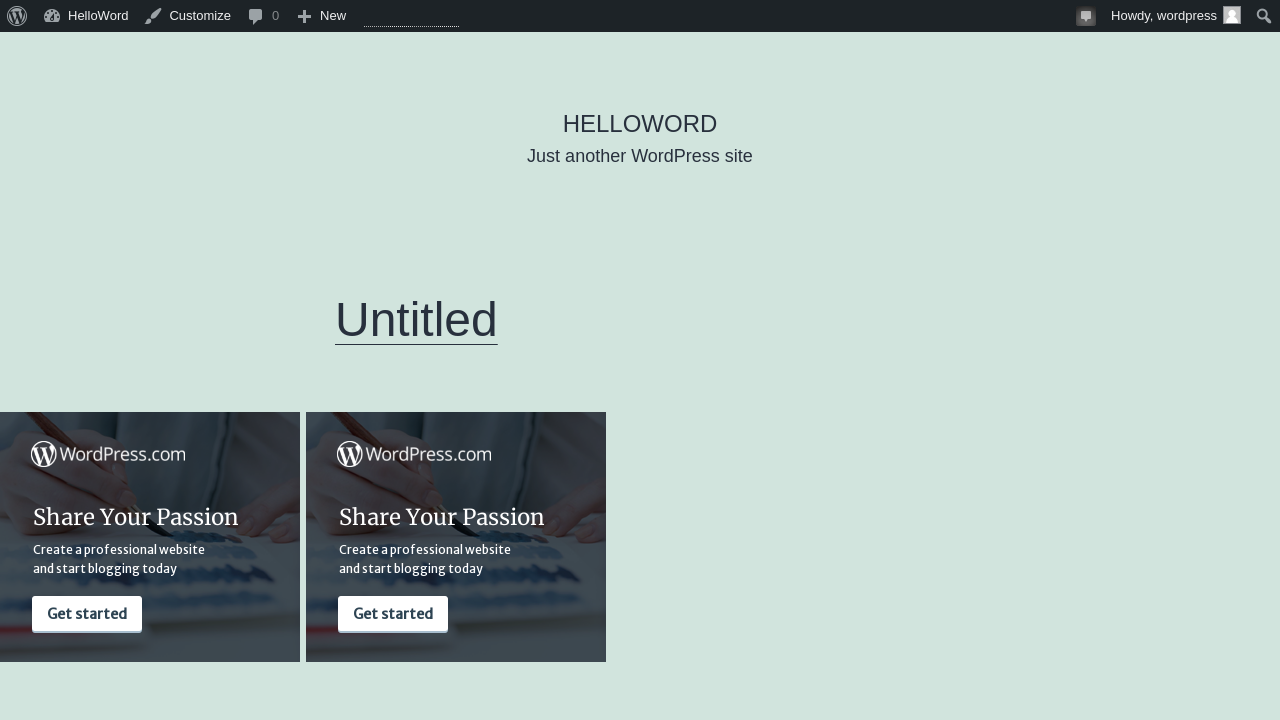 HelloWord
Customize
0
New
Howdy, wordpress
HELLOWORD
Just another WordPress site
Untitled
WordPress.com
Share Your Passion
Create a professional website
and start blogging today
Get started
WordPress.com
Share Your Passion
Create a professional website
and start blogging today
Get started